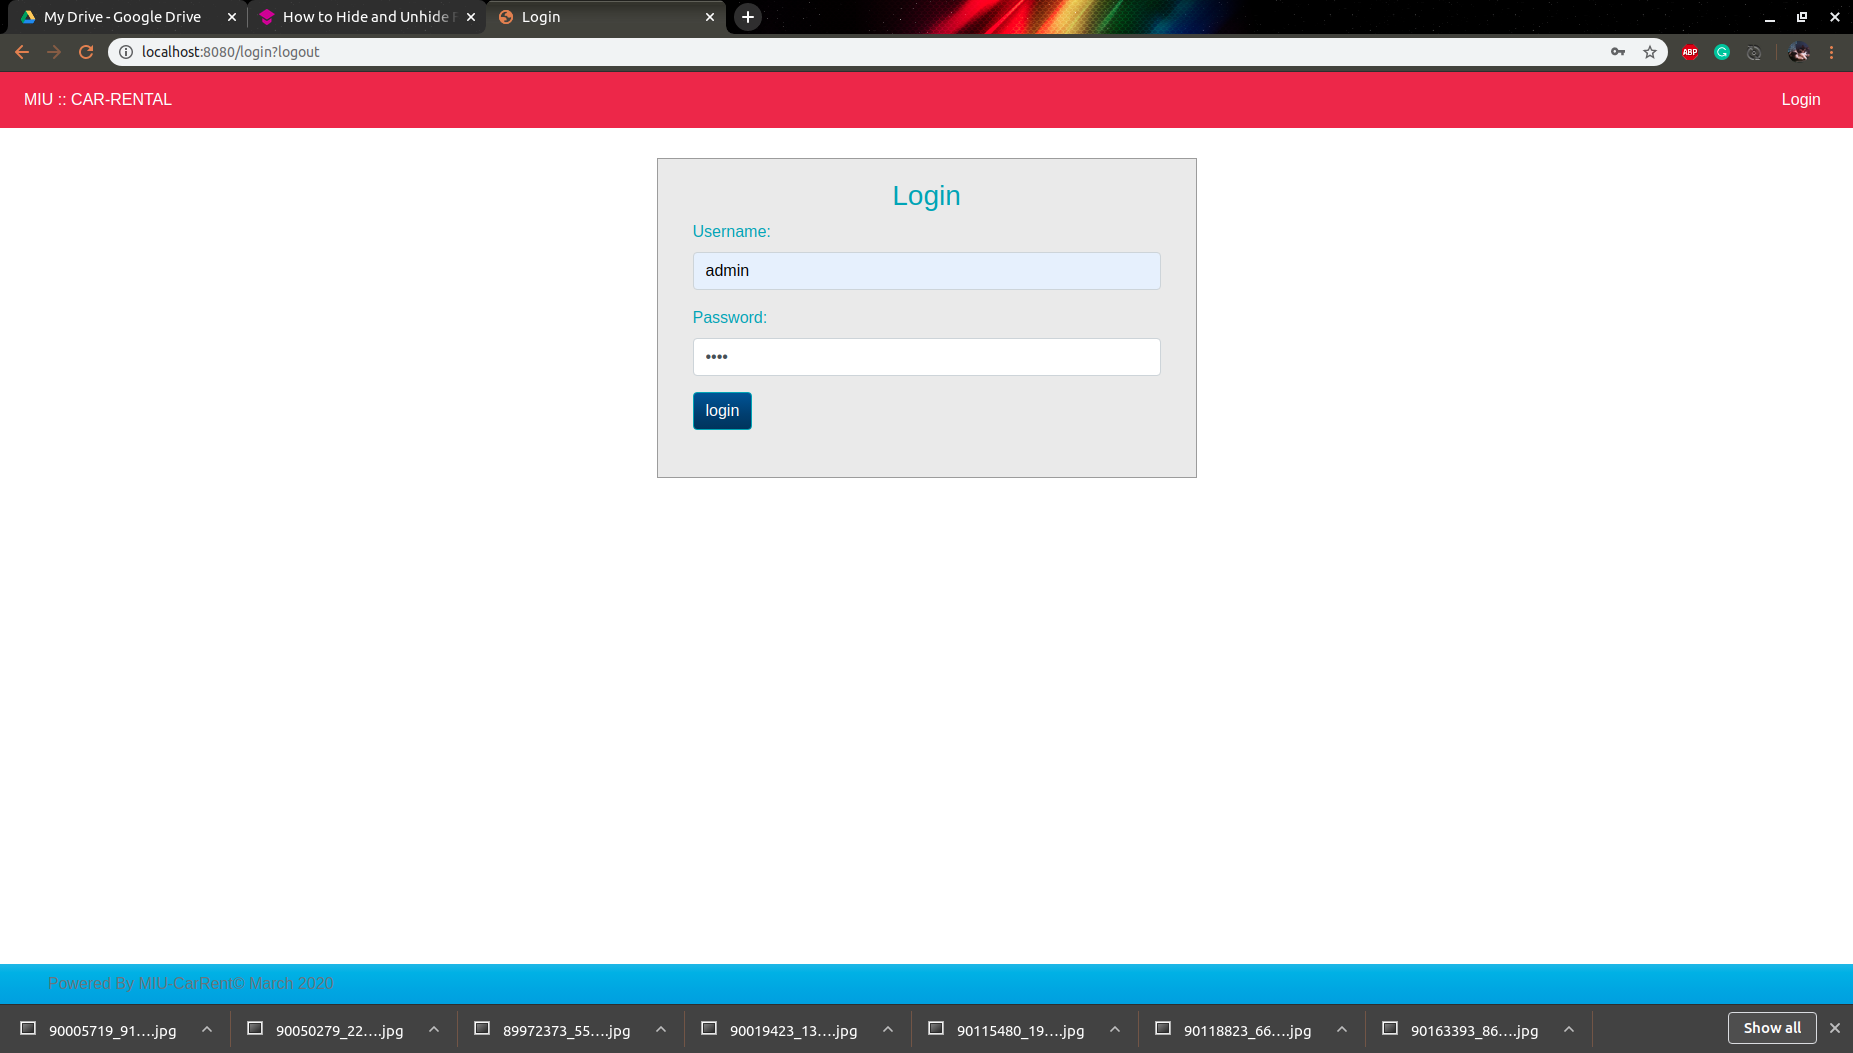 My Drive - Google Drive
How to Hide and Unhide
Login
localhost:8080/login?logout
ABP
MIU :: CAR-RENTAL
Login
Login
Username:
admin
Password:
••••
login
Powered By MIU-CarRent© March 2020
90005719_91….jpg
90050279_22….jpg
89972373_55….jpg
90019423_13….jpg
90115480_19….jpg
90118823_66….jpg
90163393_86….jpg
Show all